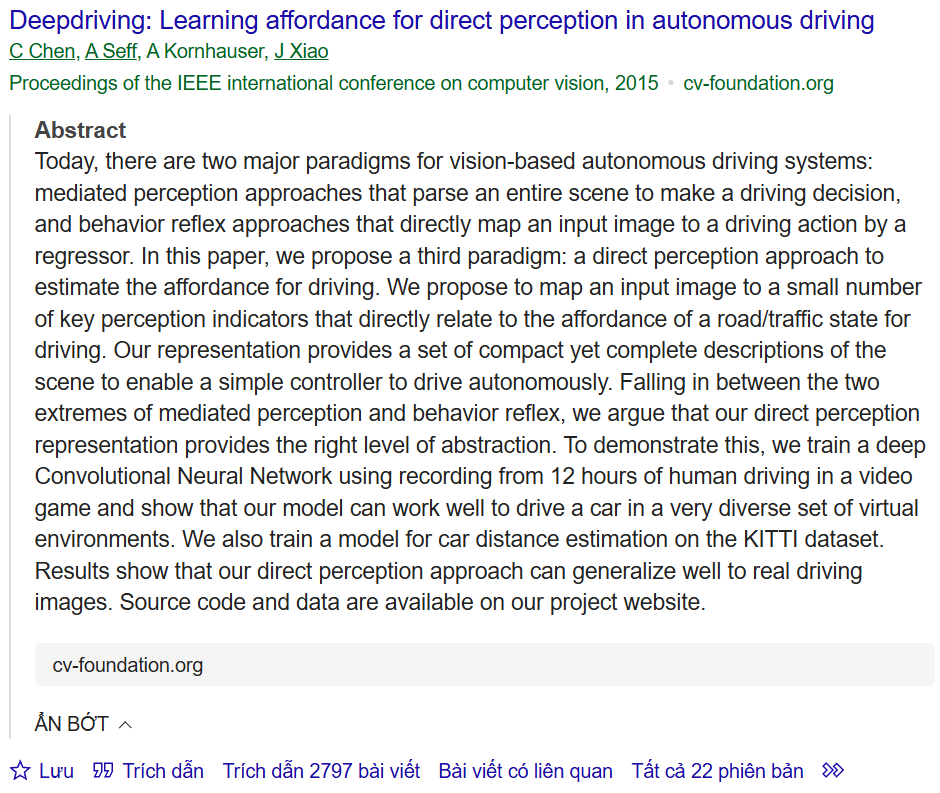 Deepdriving: Learning affordance for direct perception in autonomous driving
C Chen, A Seff, A Kornhauser, J Xiao
Proceedings of the IEEE international conference on computer vision, 2015 • cv-foundation.org
Abstract
Today, there are two major paradigms for vision-based autonomous driving systems:
mediated perception approaches that parse an entire scene to make a driving decision,
and behavior reflex approaches that directly map an input image to a driving action by a
regressor. In this paper, we propose a third paradigm: a direct perception approach to
estimate the affordance for driving. We propose to map an input image to a small number
of key perception indicators that directly relate to the affordance of a road/traffic state for
driving. Our representation provides a set of compact yet complete descriptions of the
scene to enable a simple controller to drive autonomously. Falling in between the two
extremes of mediated perception and behavior reflex, we argue that our direct perception
representation provides the right level of abstraction. To demonstrate this, we train a deep
Convolutional Neural Network using recording from 12 hours of human driving in a video
game and show that our model can work well to drive a car in a very diverse set of virtual
environments. We also train a model for car distance estimation on the KITTI dataset.
Results show that our direct perception approach can generalize well to real driving
images. Source code and data are available on our project website.
cv-foundation.org
ẨN BỚT
Lưu Trích dẫn Trích dẫn 2797 bài viết Bài viết có liên quan Tất cả 22 phiên bản